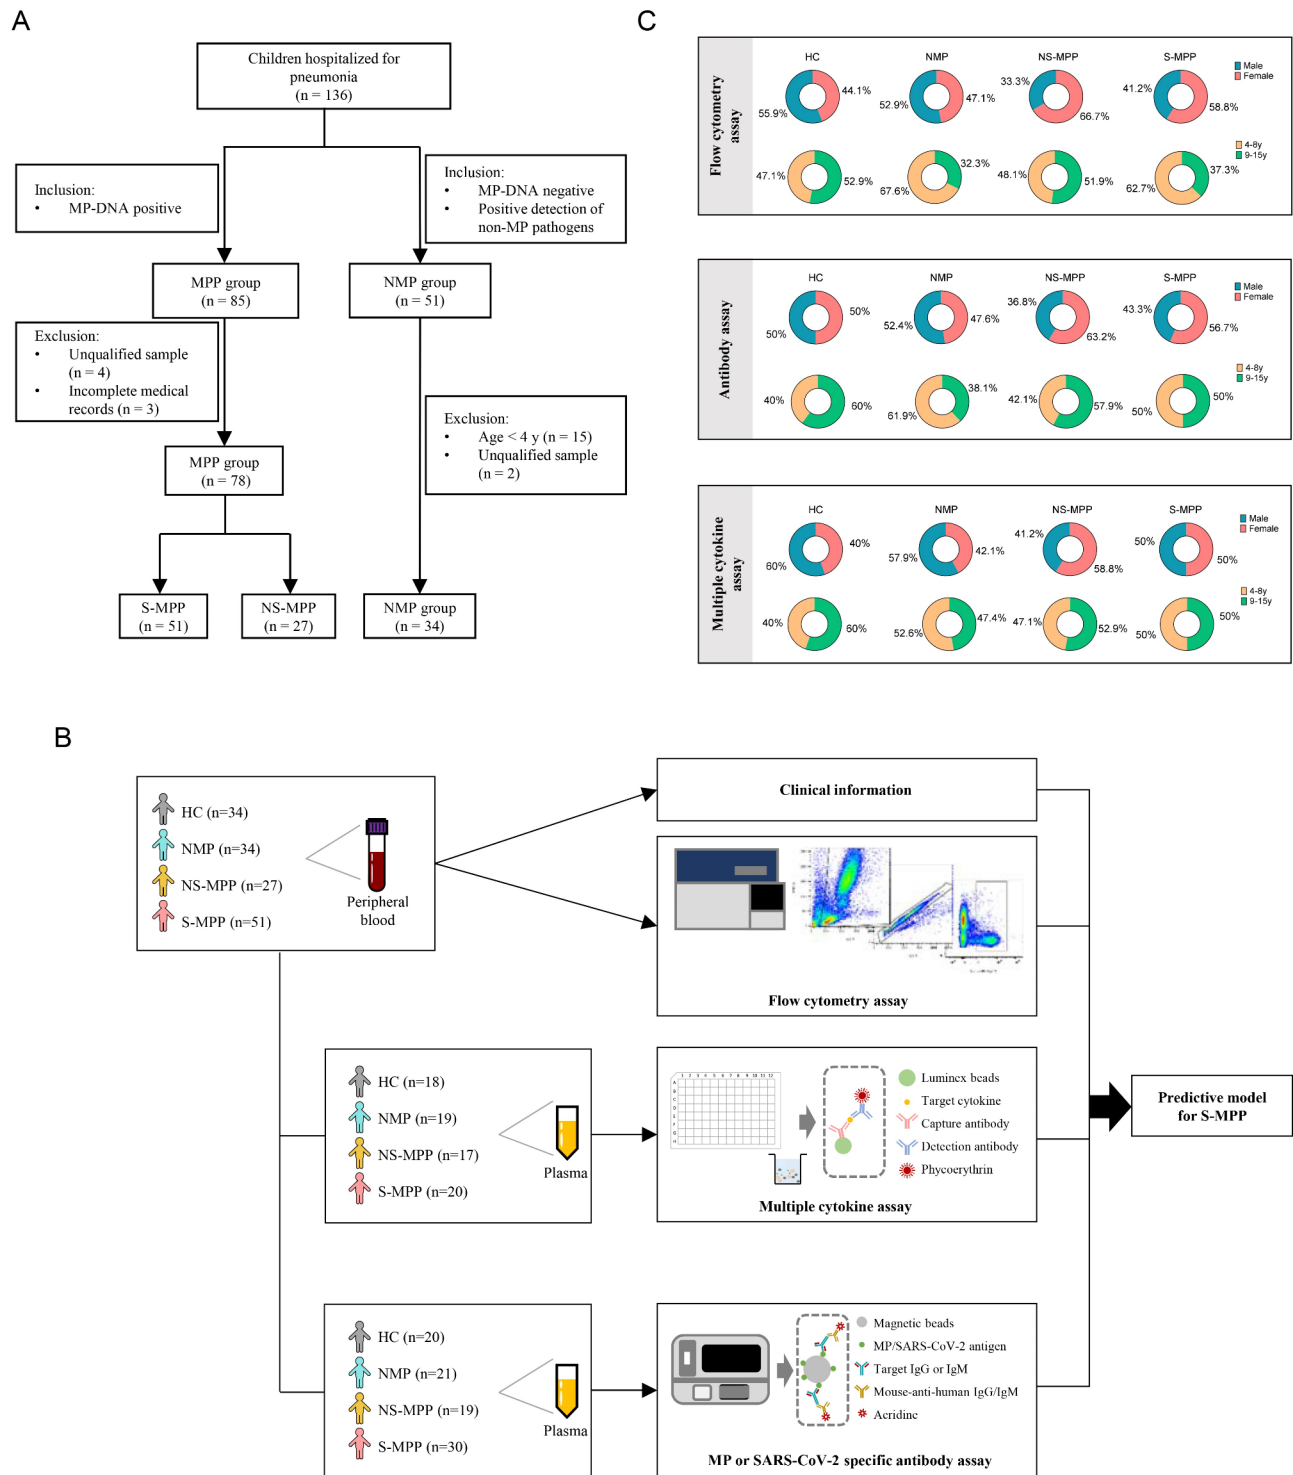 A
Children hospitalized for
pneumonia
(n = 136)
Inclusion:
• MP-DNA positive
Inclusion:
• MP-DNA negative
• Positive detection of
non-MP pathogens
MPP group
(n = 85)
NMP group
(n = 51)
Exclusion:
• Unqualified sample
(n = 4)
• Incomplete medical
records (n = 3)
Exclusion:
• Age < 4 y (n = 15)
• Unqualified sample
(n = 2)
MPP group
(n = 78)
S-MPP
(n = 51)
NS-MPP
(n = 27)
NMP group
(n = 34)
C
Flow cytometry
assay
HC
NMP
NS-MPP
S-MPP
Male
Female
44.1%
55.9%
52.9%
47.1%
33.3%
66.7%
41.2%
58.8%
4-8y
9-15y
47.1%
52.9%
32.3%
67.6%
48.1%
51.9%
37.3%
62.7%
Antibody assay
HC
NMP
NS-MPP
S-MPP
Male
Female
50%
50%
52.4%
47.6%
36.8%
63.2%
43.3%
56.7%
4-8y
9-15y
40%
60%
38.1%
61.9%
42.1%
57.9%
50%
50%
Multiple cytokine
assay
HC
NMP
NS-MPP
S-MPP
Male
Female
40%
60%
57.9%
42.1%
41.2%
58.8%
50%
50%
4-8y
9-15y
40%
60%
52.6%
47.4%
47.1%
52.9%
50%
50%
B
HC (n=34)
NMP (n=34)
NS-MPP (n=27)
S-MPP (n=51)
Peripheral
blood
Clinical information
Flow cytometry assay
HC (n=18)
NMP (n=19)
NS-MPP (n=17)
S-MPP (n=20)
Plasma
1 2 3 4 5 6 7 8 9 10 11 12
A
B
C
D
E
F
G
H
Luminex beads
Target cytokine
Capture antibody
Detection antibody
Phycoerythrin
Multiple cytokine assay
Predictive model
for S-MPP
HC (n=20)
NMP (n=21)
NS-MPP (n=19)
S-MPP (n=30)
Plasma
Magnetic beads
MP/SARS-CoV-2 antigen
Target IgG or IgM
Mouse-anti-human IgG/IgM
Acridine
MP or SARS-CoV-2 specific antibody assay